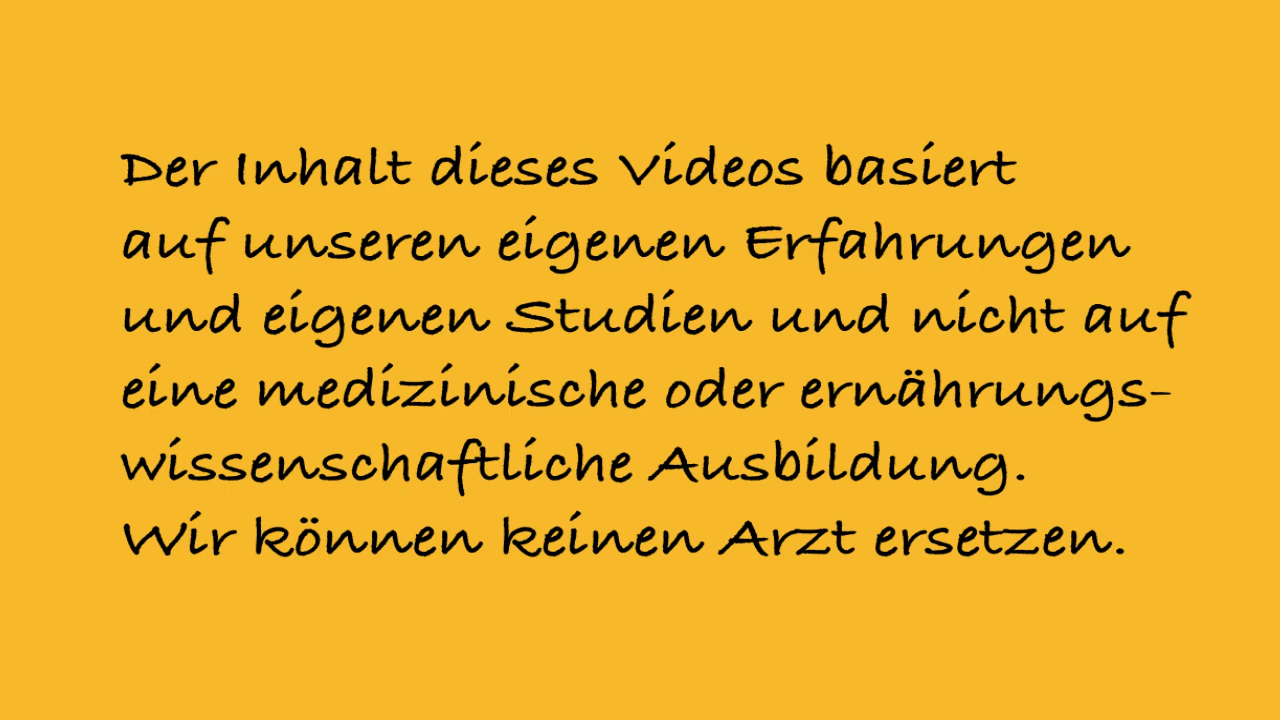 Der Inhalt dieses Videos basiert
auf unseren eigenen Erfahrungen
und eigenen Studien und nicht auf
eine medizinische oder ernährungs-
wissenschaftliche Ausbildung.
Wir können keinen Arzt ersetzen.